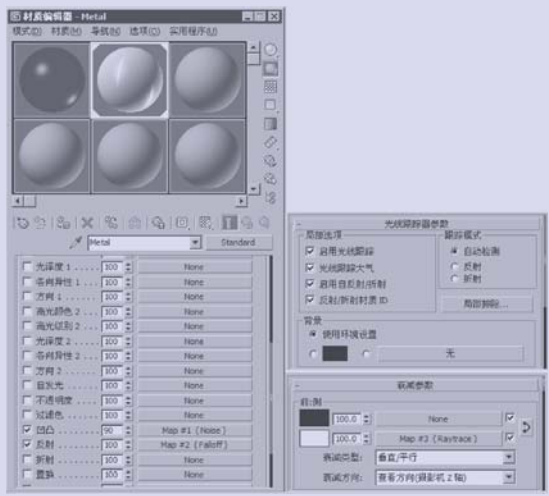 材质编辑器 - Metal
模式(D) 材质(M) 导航(N) 选项(O) 实用程序(U)
Metal Standard
光泽度 1 100 None
各向异性 1 100 None
方向 1 100 None
高光颜色 2 100 None
高光级别 2 100 None
光泽度 2 100 None
各向异性 2 100 None
方向 2 100 None
自发光 100 None
不透明度 100 None
过滤色 100 None
凹凸 90 Map #1 (Noise)
反射 100 Map #2 (Falloff)
折射 100 None
置换 100 None
光线跟踪器参数
局部选项
启用光线跟踪
光线跟踪大气
启用自反射/折射
反射/折射材质 ID
跟踪模式
自动检测
反射
折射
局部排除...
背景
使用环境设置
无
衰减参数
前:侧
100.0 None
100.0 Map #3 (Raytrace)
衰减类型: 垂直/平行
衰减方向: 查看方向(摄影机 Z 轴)